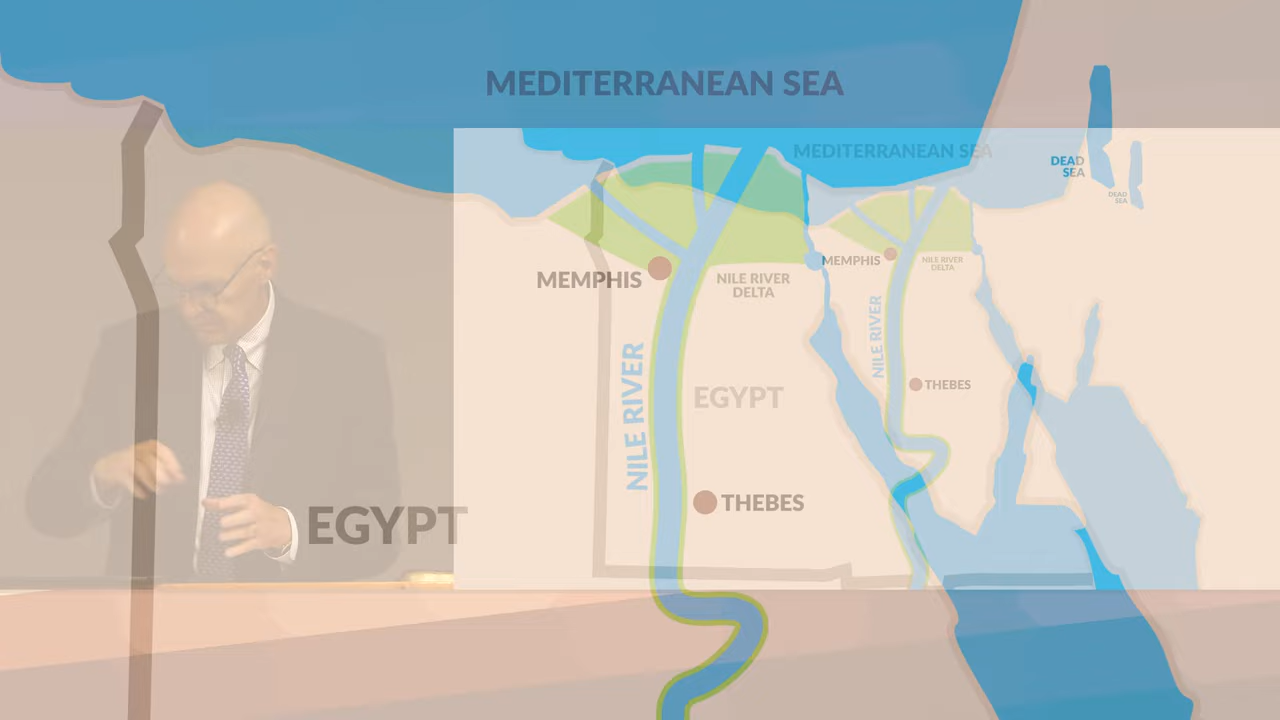 MEDITERRANEAN SEA
MEDITERRANEAN SEA
DEAD
SEA
DEAD
SEA
MEMPHIS
NILE RIVER
DELTA
MEMPHIS
NILE RIVER
DELTA
NILE RIVER
EGYPT
NILE RIVER
THEBES
THEBES
EGYPT